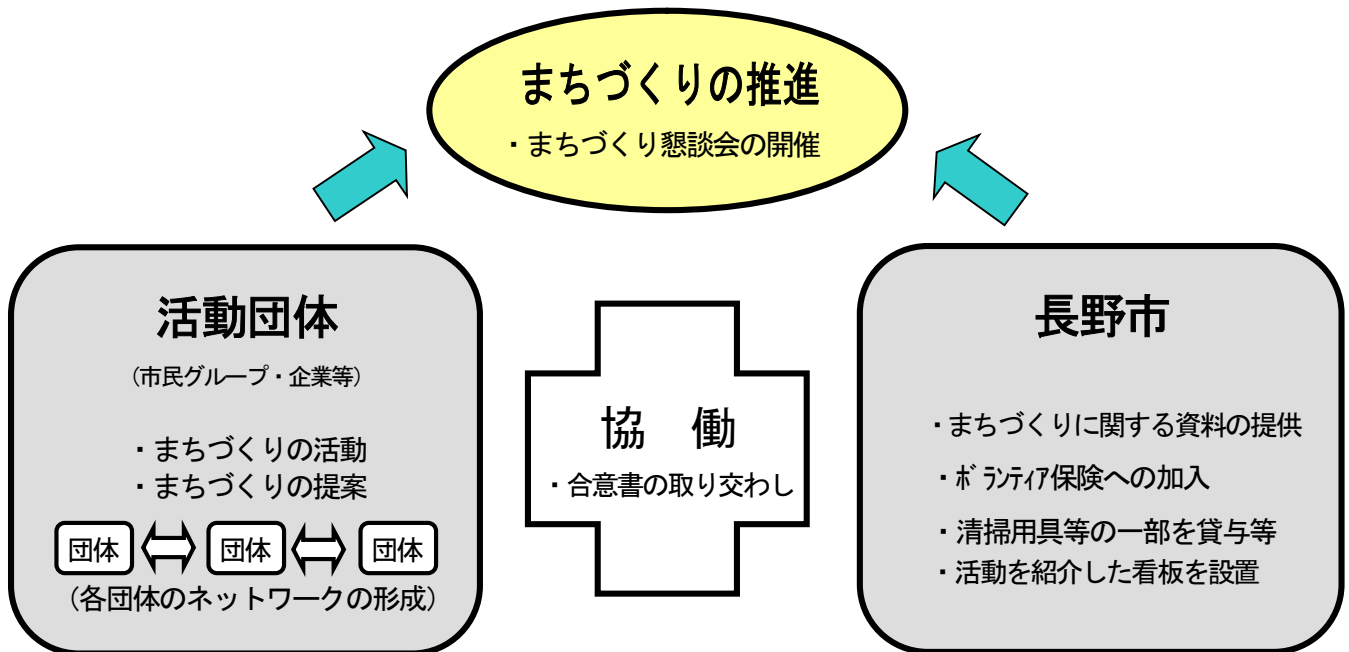 まちづくりの推進
・まちづくり懇談会の開催
活動団体
（市民グループ・企業等）
・まちづくりの活動
・まちづくりの提案
団体
団体
団体
（各団体のネットワークの形成）
協　働
・合意書の取り交わし
長野市
・まちづくりに関する資料の提供
・ﾎﾞﾗﾝﾃｨｱ保険への加入
・清掃用具等の一部を貸与等
・活動を紹介した看板を設置